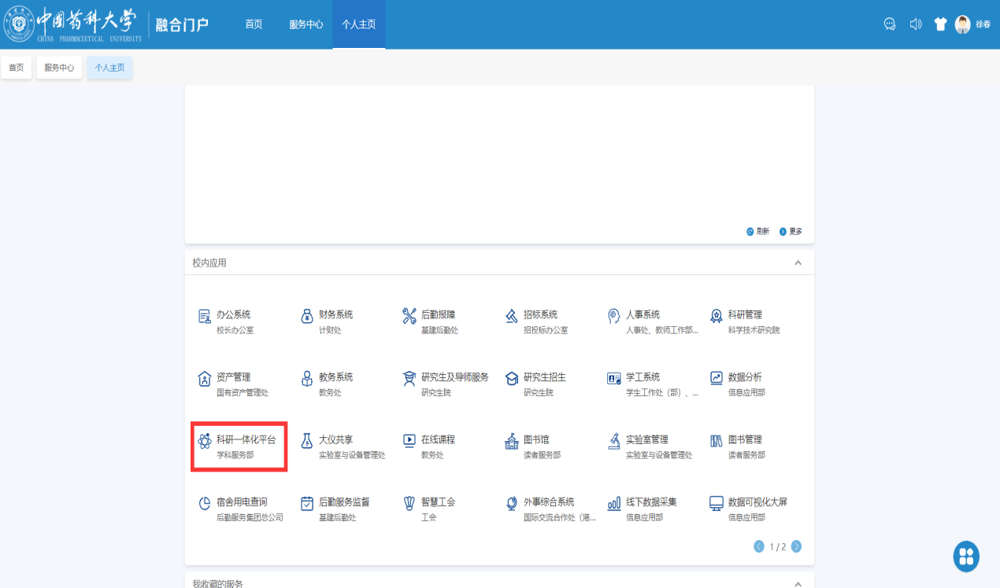 中国药科大学 融合门户 首页 服务中心 个人主页 徐春
CHINA PHARMACEUTICAL UNIVERSITY
首页 服务中心 个人主页
刷新 更多
校内应用
办公系统 财务系统 后勤报障 招标系统 人事系统 科研管理
校长办公室 计财处 基建后勤处 招投标办公室 人事处、教师工作部... 科学技术研究院
资产管理 教务系统 研究生及导师服务 研究生招生 学工系统 数据分析
国有资产管理处 教务处 研究生院 研究生院 学生工作处（部）、... 信息应用部
科研一体化平台 大仪共享 在线课程 图书馆 实验室管理 图书管理
学科服务部 实验室与设备管理处 教务处 读者服务部 实验室与设备管理处 读者服务部
宿舍用电查询 后勤服务监督 智慧工会 外事综合系统 线下数据采集 数据可视化大屏
后勤服务集团总公司 基建后勤处 工会 国际交流合作处（港... 信息应用部 信息应用部
1 / 2
我收藏的服务